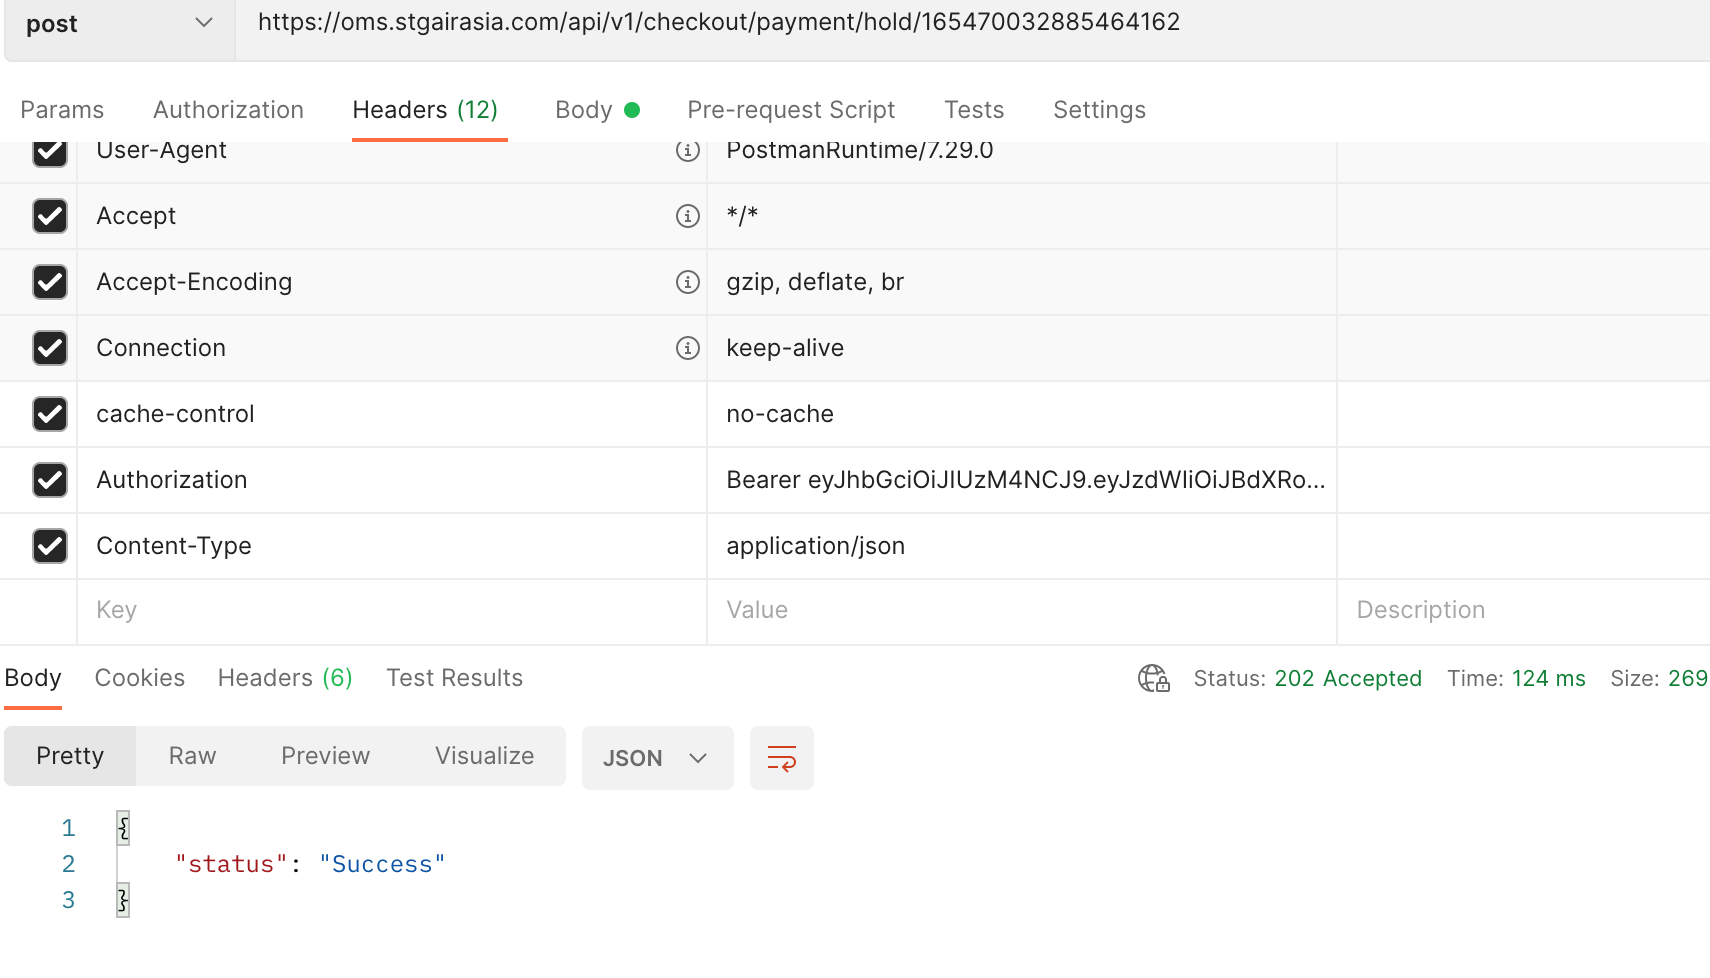 post https://oms.stgairasia.com/api/v1/checkout/payment/hold/165470032885464162
Params Authorization Headers (12) Body Pre-request Script Tests Settings
User-Agent PostmanRuntime/7.29.0
Accept */*
Accept-Encoding gzip, deflate, br
Connection keep-alive
cache-control no-cache
Authorization Bearer eyJhbGciOiJIUzM4NCJ9.eyJzdWIiOiJBdXRo...
Content-Type application/json
Key Value Description
Body Cookies Headers (6) Test Results Status: 202 Accepted Time: 124 ms Size: 269
Pretty Raw Preview Visualize JSON
1 {
2 "status": "Success"
3 }